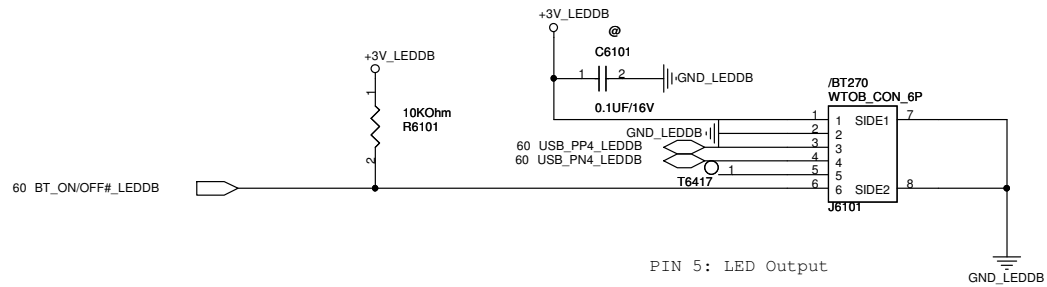 +3V_LEDDB
@
C6101
1 2
GND_LEDDB
0.1UF/16V
+3V_LEDDB
1
10KOhm
R6101
2
/BT270
WTOB_CON_6P
1 1 SIDE1 7
GND_LEDDB 2 2
60 USB_PP4_LEDDB 3 3
60 USB_PN4_LEDDB 4 4
T6417 1 5 5
60 BT_ON/OFF#_LEDDB 6 6 SIDE2 8
J6101
PIN 5: LED Output
GND_LEDDB